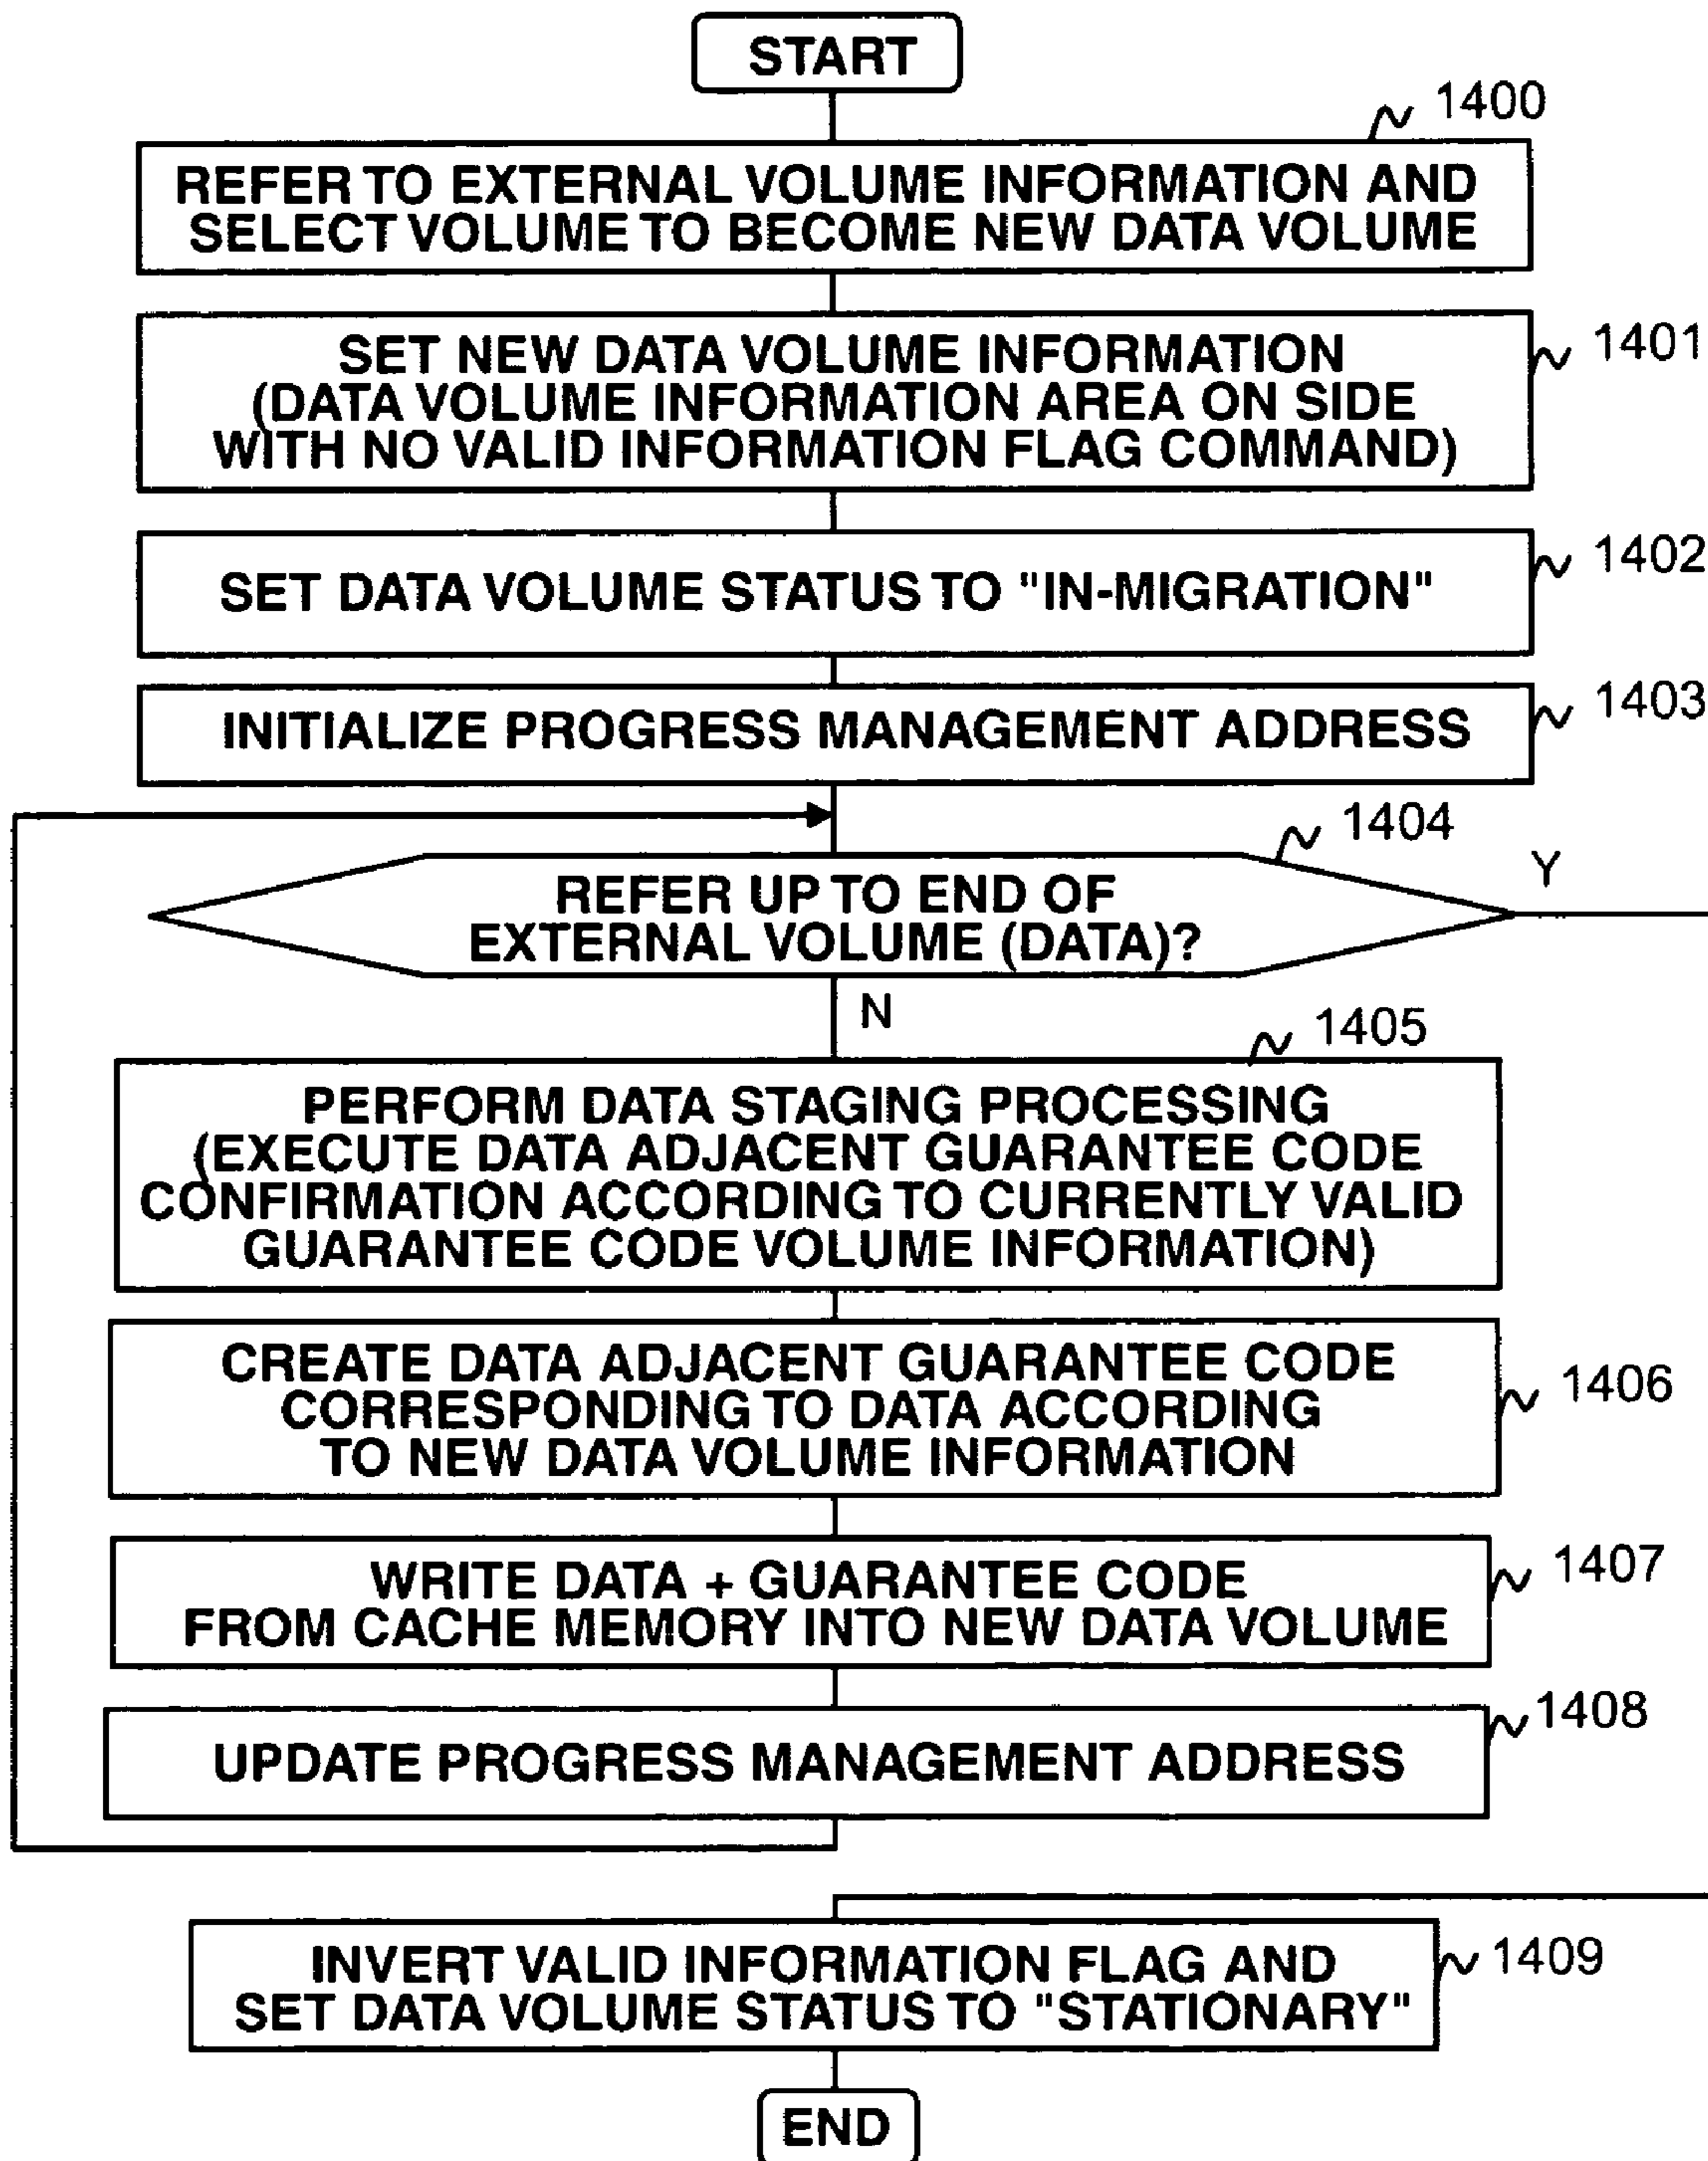 START
1400
REFER TO EXTERNAL VOLUME INFORMATION AND
SELECT VOLUME TO BECOME NEW DATA VOLUME
1401
SET NEW DATA VOLUME INFORMATION
(DATA VOLUME INFORMATION AREA ON SIDE
WITH NO VALID INFORMATION FLAG COMMAND)
1402
SET DATA VOLUME STATUS TO "IN-MIGRATION"
1403
INITIALIZE PROGRESS MANAGEMENT ADDRESS
1404
Y
REFER UP TO END OF
EXTERNAL VOLUME (DATA)?
N
1405
PERFORM DATA STAGING PROCESSING
(EXECUTE DATA ADJACENT GUARANTEE CODE
CONFIRMATION ACCORDING TO CURRENTLY VALID
GUARANTEE CODE VOLUME INFORMATION)
1406
CREATE DATA ADJACENT GUARANTEE CODE
CORRESPONDING TO DATA ACCORDING
TO NEW DATA VOLUME INFORMATION
1407
WRITE DATA + GUARANTEE CODE
FROM CACHE MEMORY INTO NEW DATA VOLUME
1408
UPDATE PROGRESS MANAGEMENT ADDRESS
1409
INVERT VALID INFORMATION FLAG AND
SET DATA VOLUME STATUS TO "STATIONARY"
END